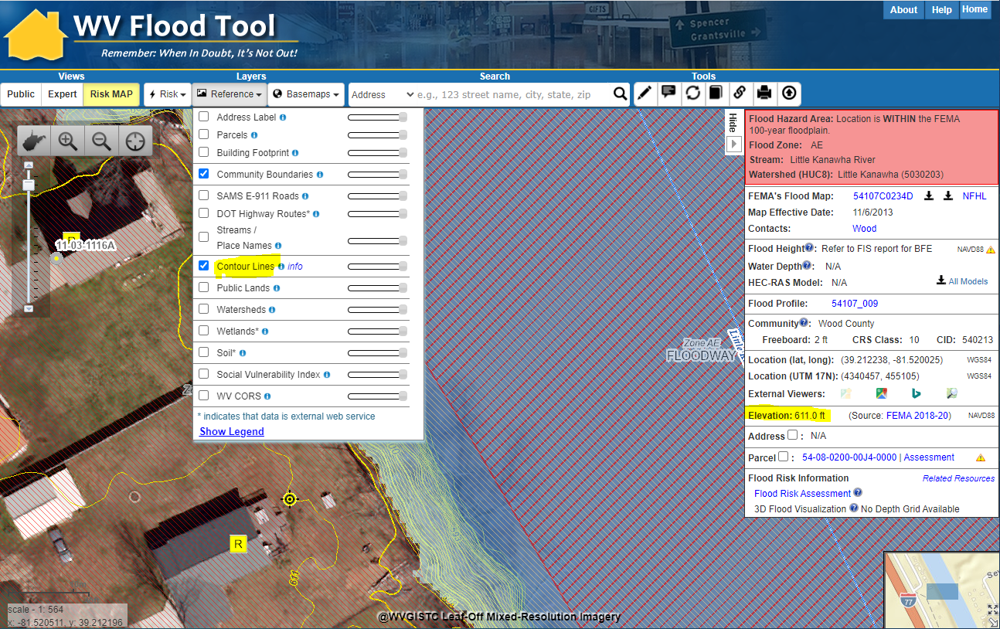 WV Flood Tool
Remember: When In Doubt, It's Not Out!
GIFTS
Spencer
Grantsville
About Help Home
Views Layers Search Tools
Public Expert Risk MAP Risk Reference Basemaps Address e.g., 123 street name, city, state, zip
Address Label
Parcels
Building Footprint
Community Boundaries
SAMS E-911 Roads
DOT Highway Routes*
Streams /
Place Names
Contour Lines info
Public Lands
Watersheds
Wetlands*
Soil*
Social Vulnerability Index
WV CORS
* indicates that data is external web service
Show Legend
11-03-1116A
R
611
Zone AE
FLOODWAY
Hide
Flood Hazard Area: Location is WITHIN the FEMA
100-year floodplain.
Flood Zone: AE
Stream: Little Kanawha River
Watershed (HUC8): Little Kanawha (5030203)
FEMA's Flood Map: 54107C0234D NFHL
Map Effective Date: 11/6/2013
Contacts: Wood
Flood Height: Refer to FIS report for BFE NAVD88
Water Depth: N/A
HEC-RAS Model: N/A All Models
Flood Profile: 54107_009
Community: Wood County
Freeboard: 2 ft CRS Class: 10 CID: 540213
Location (lat, long): (39.212238, -81.520025) WGS84
Location (UTM 17N): (4340457, 455105) WGS84
External Viewers:
Elevation: 611.0 ft (Source: FEMA 2018-20) NAVD88
Address : N/A
Parcel : 54-08-0200-00J4-0000 | Assessment
Flood Risk Information Related Resources
Flood Risk Assessment
3D Flood Visualization No Depth Grid Available
77
scale - 1: 564
x: -81.520511, y: 39.212196
@WVGISTC Leaf-Off Mixed-Resolution Imagery